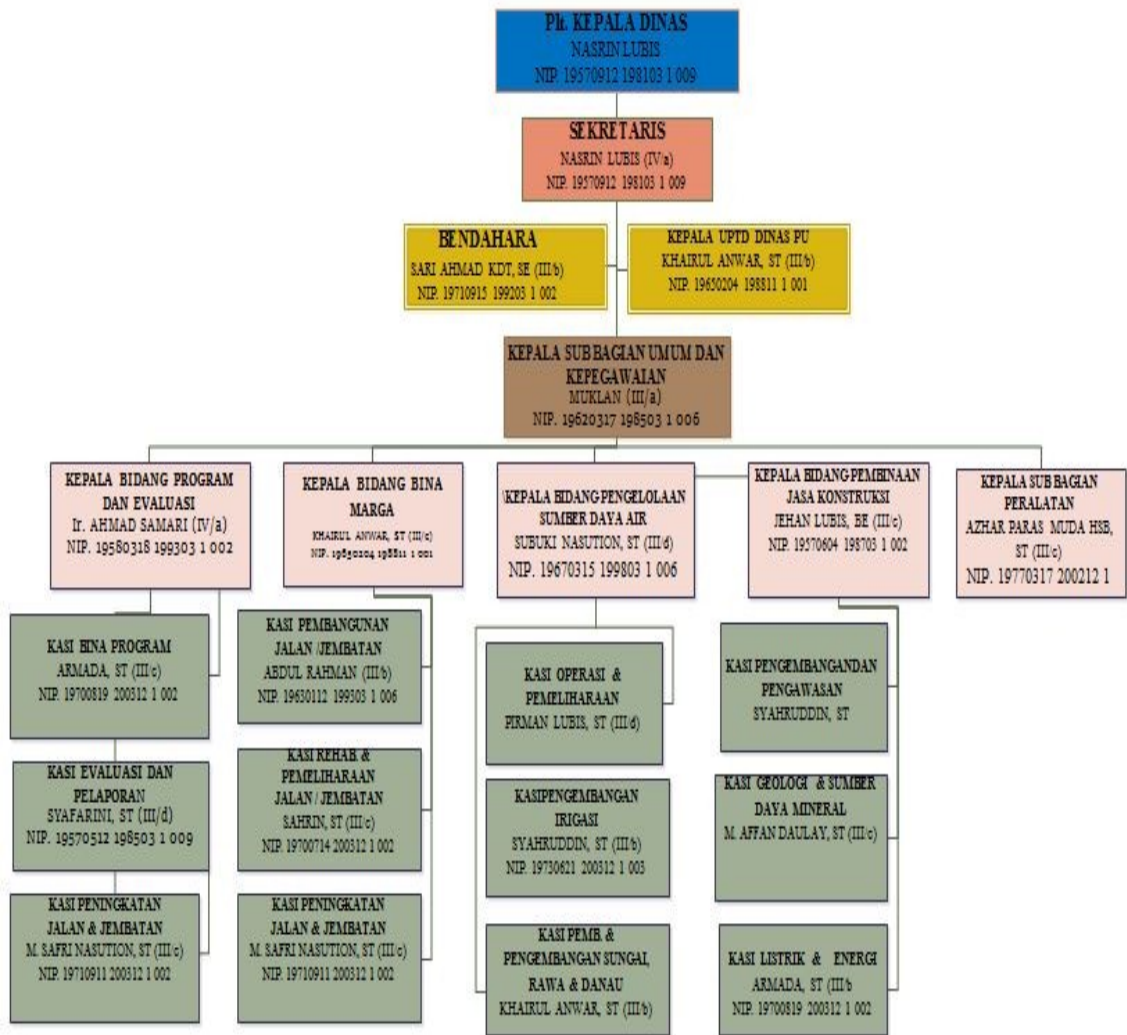 Plt. KEPALA DINAS
NASRIN LUBIS
NIP. 19570912 198103 1 009
SEKRETARIS
NASRIN LUBIS (IV/a)
NIP. 19570912 198103 1 009
BENDAHARA
SARI AHMAD KDT, SE (III/b)
NIP. 19710915 199203 1 002
KEPALA UPTD DINAS PU
KHAIRUL ANWAR, ST (III/b)
NIP. 19650204 198811 1 001
KEPALA SUB BAGIAN UMUM DAN
KEPEGAWAIAN
MUKLAN (III/a)
NIP. 19620317 198503 1 006
KEPALA BIDANG PROGRAM
DAN EVALUASI
Ir. AHMAD SAMARI (IV/a)
NIP. 19580318 199303 1 002
KEPALA BIDANG BINA
MARGA
KHAIRUL ANWAR, ST (III/c)
NIP. 19650204 198811 1 001
\KEPALA BIDANG PENGELOLAAN
SUMBER DAYA AIR
SUBUKI NASUTION, ST (III/d)
NIP. 19670315 199803 1 006
KEPALA BIDANG PEMBINAAN
JASA KONSTRUKSI
JEHAN LUBIS, BE (III/c)
NIP. 19570604 198703 1 002
KEPALA SUB BAGIAN
PERALATAN
AZHAR PARAS MUDA HSB,
ST (III/c)
NIP. 19770317 200212 1
KASI BINA PROGRAM
ARMADA, ST (III/c)
NIP. 19700819 200312 1 002
KASI EVALUASI DAN
PELAPORAN
SYAFARINI, ST (III/d)
NIP. 19570512 198503 1 009
KASI PENINGKATAN
JALAN & JEMBATAN
M. SAFRI NASUTION, ST (III/c)
NIP. 19710911 200312 1 002
KASI PEMBANGUNAN
JALAN /JEMBATAN
ABDUL RAHMAN (III/b)
NIP. 19630112 199303 1 006
KASI REHAB. &
PEMELIHARAAN
JALAN / JEMBATAN
SAHRIN, ST (III/c)
NIP. 19700714 200312 1 002
KASI PENINGKATAN
JALAN & JEMBATAN
M. SAFRI NASUTION, ST (III/c)
NIP. 19710911 200312 1 002
KASI OPERASI &
PEMELIHARAAN
PIRMAN LUBIS, ST (III/d)
KASIPENGEMBANGAN
IRIGASI
SYAHRUDDIN, ST (III/b)
NIP. 19730621 200312 1 003
KASI PEMB. &
PENGEMBANGAN SUNGAI,
RAWA & DANAU
KHAIRUL ANWAR, ST (III/b)
KASI PENGEMBANGANDAN
PENGAWASAN
SYAHRUDDIN, ST
KASI GEOLOGI & SUMBER
DAYA MINERAL
M. AFFAN DAULAY, ST (III/c)
KASI LISTRIK & ENERGI
ARMADA, ST (III/b
NIP. 19700819 200312 1 002